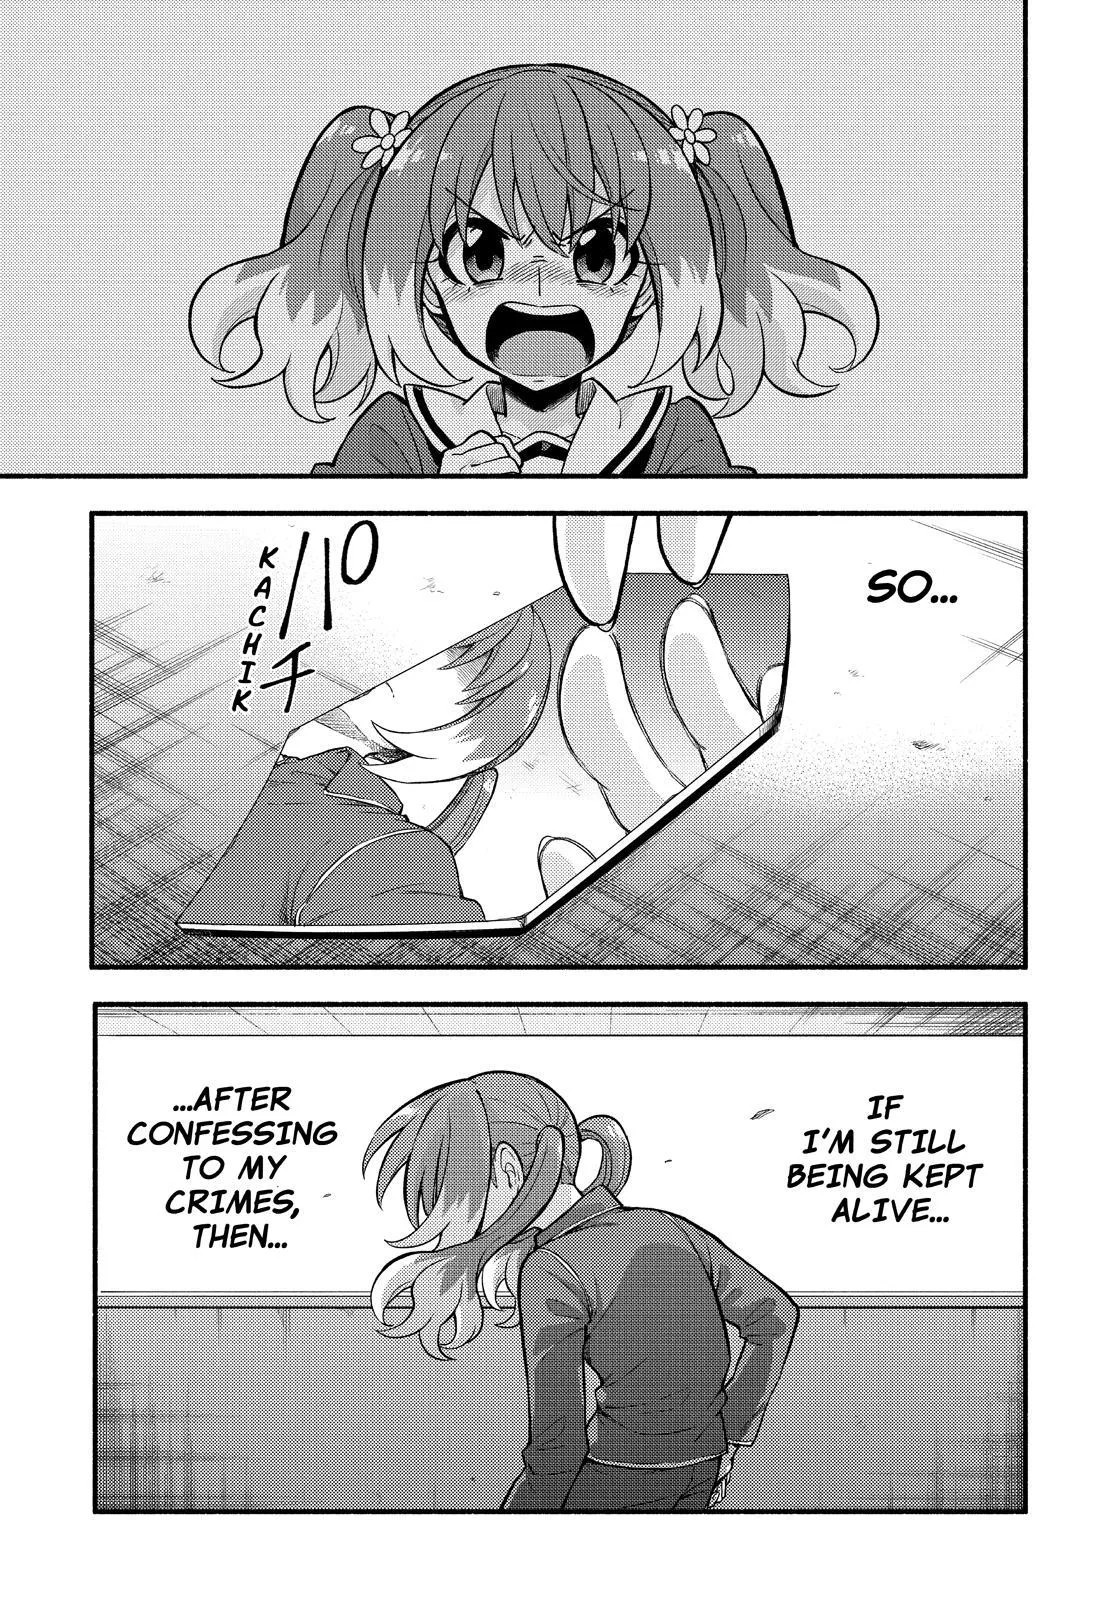 SO...
パチ
KACHIK
IF
I'M STILL
BEING KEPT
ALIVE...
...AFTER
CONFESSING
TO MY
CRIMES,
THEN...